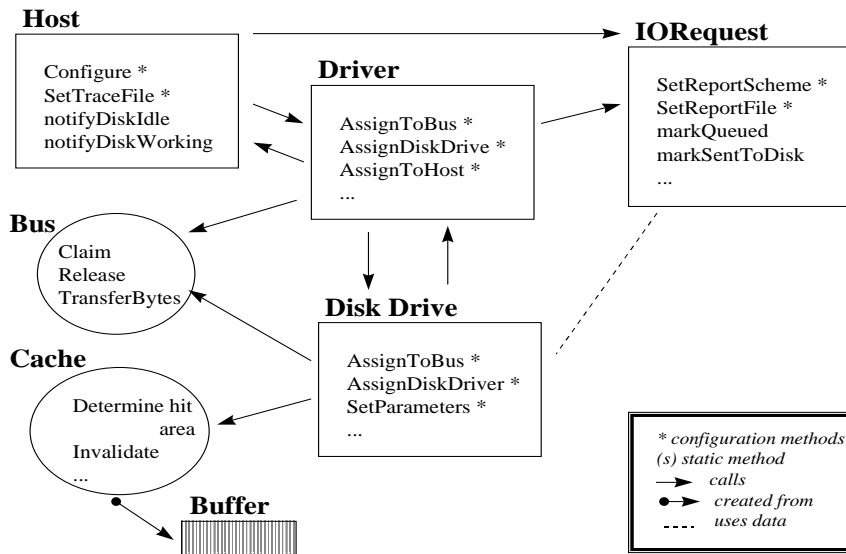 Host
Configure *
SetTraceFile *
notifyDiskIdle
notifyDiskWorking
Driver
AssignToBus *
AssignDiskDrive *
AssignToHost *
...
IORequest
SetReportScheme *
SetReportFile *
markQueued
markSentToDisk
...
Bus
Claim
Release
TransferBytes
Disk Drive
AssignToBus *
AssignDiskDriver *
SetParameters *
...
Cache
Determine hit
area
Invalidate
...
Buffer
* configuration methods
(s) static method
calls
created from
uses data